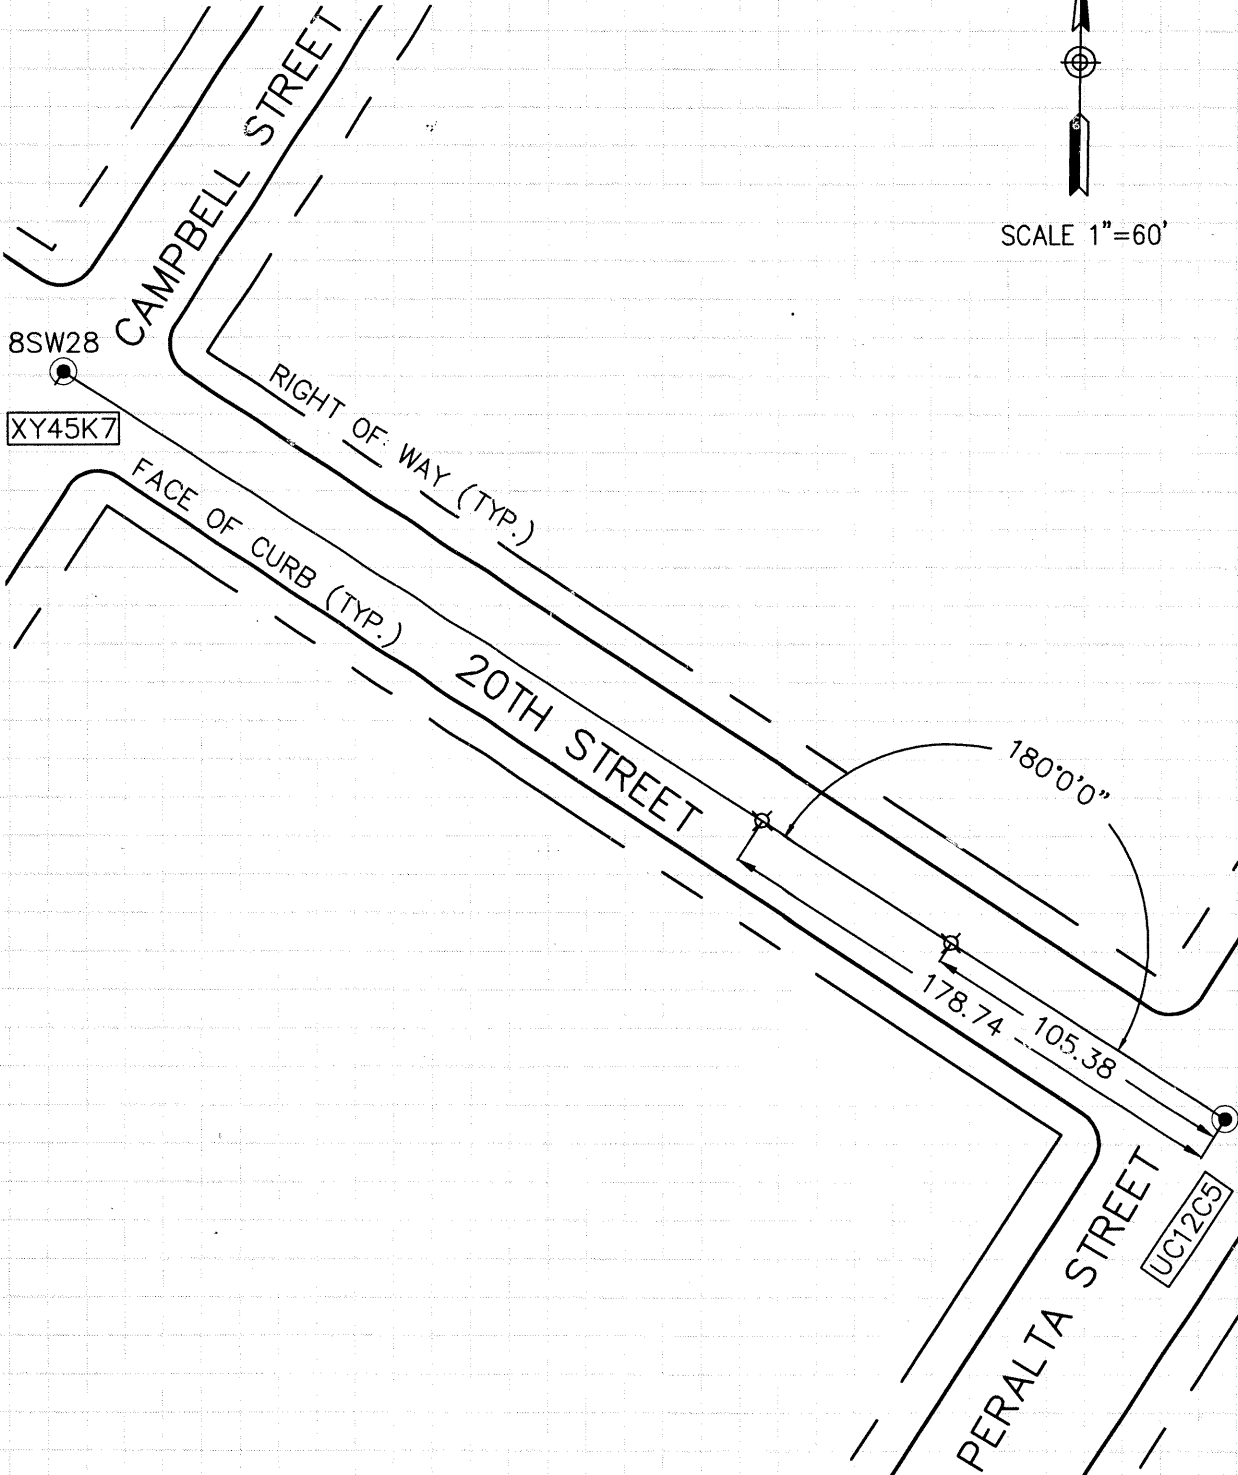 CAMPBELL STREET
SCALE 1"=60'
8SW28
XY45K7
RIGHT OF WAY (TYP.)
FACE OF CURB (TYP.)
20TH STREET
180°0'0"
178.74
105.38
UC12C5
PERALTA STREET